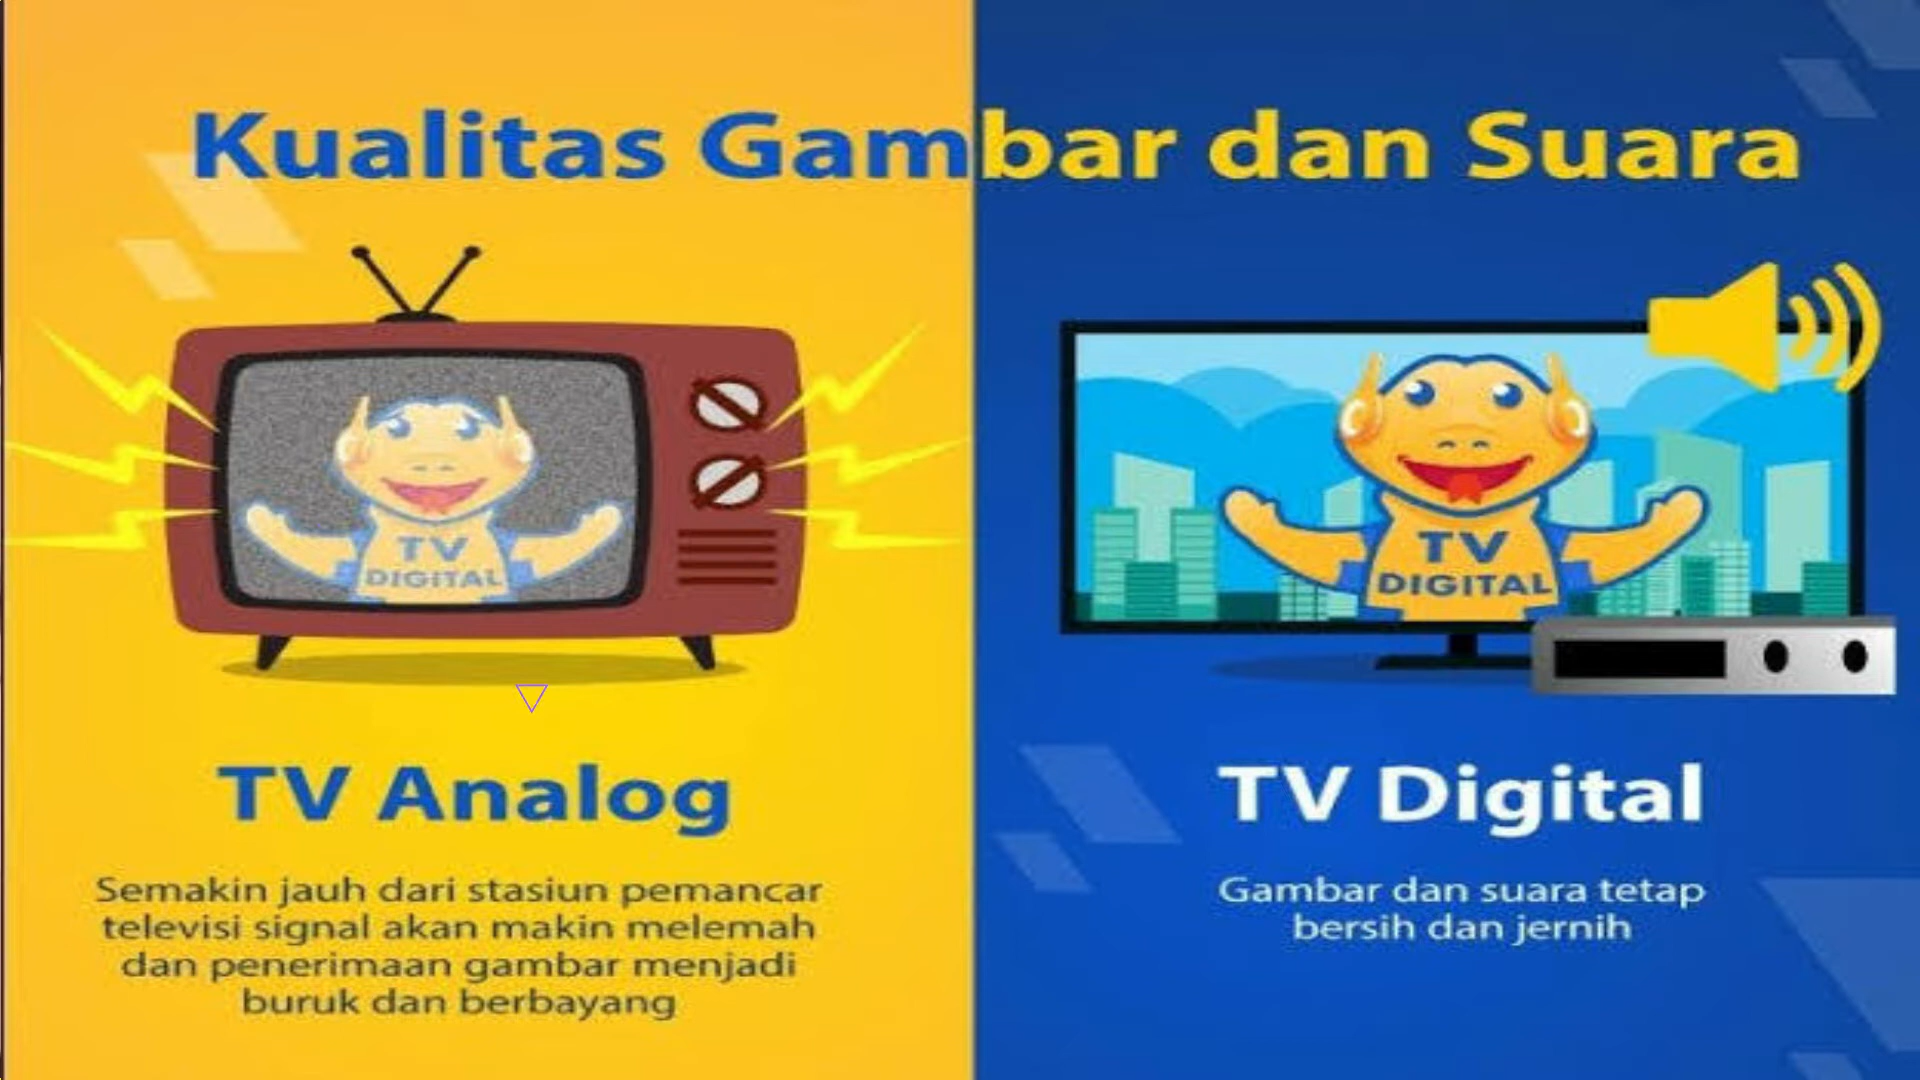 Kualitas Gambar dan Suara
TV
DIGITAL
TV
DIGITAL
TV Analog
Semakin jauh dari stasiun pemancar
televisi signal akan makin melemah
dan penerimaan gambar menjadi
buruk dan berbayang
TV Digital
Gambar dan suara tetap
bersih dan jernih